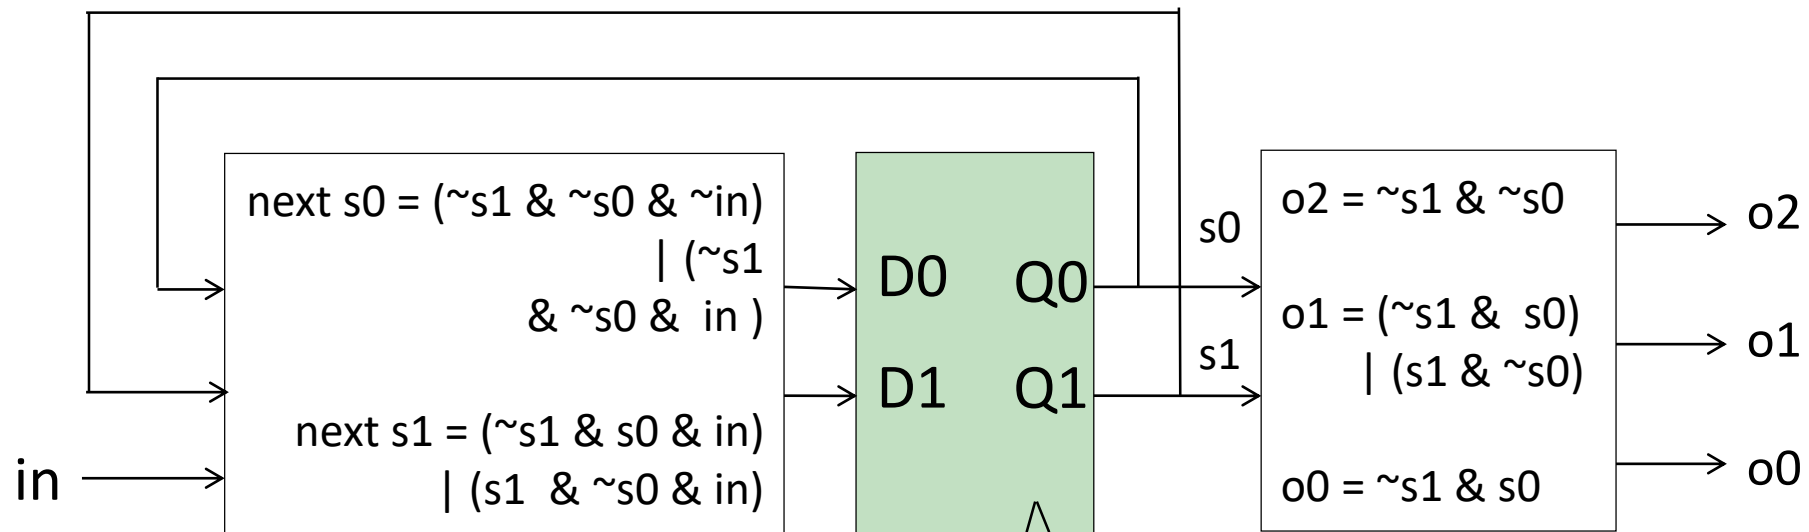 next s0 = (~s1 & ~s0 & ~in)
| (~s1
& ~s0 & in )
next s1 = (~s1 & s0 & in)
| (s1 & ~s0 & in)
in
D0 Q0
D1 Q1
s0
s1
o2 = ~s1 & ~s0
o1 = (~s1 & s0)
| (s1 & ~s0)
o0 = ~s1 & s0
o2
o1
o0